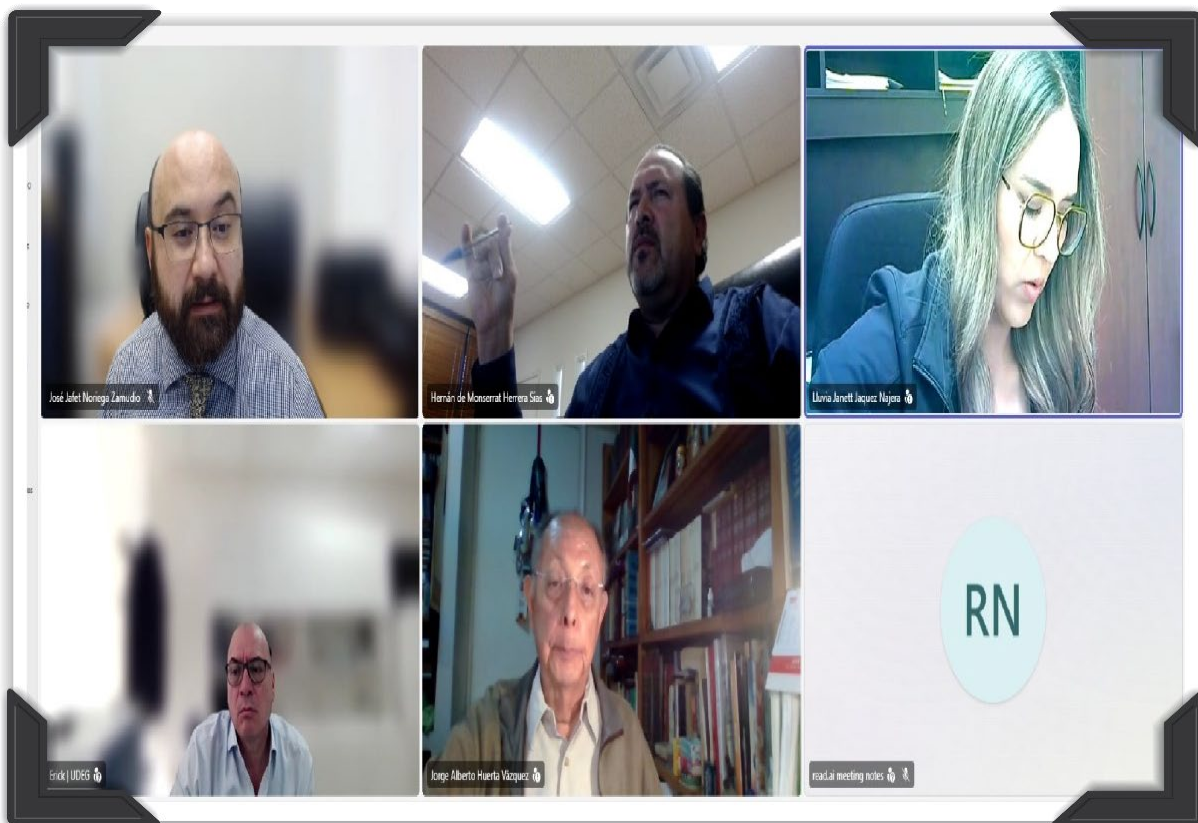 José Jafet Noriega Zamudio
Hernán de Monserrat Herrera Sias
Lluvia Janett Jaquez Najera
Erick | UDEG
Jorge Alberto Huerta Vázquez
RN
read.ai meeting notes